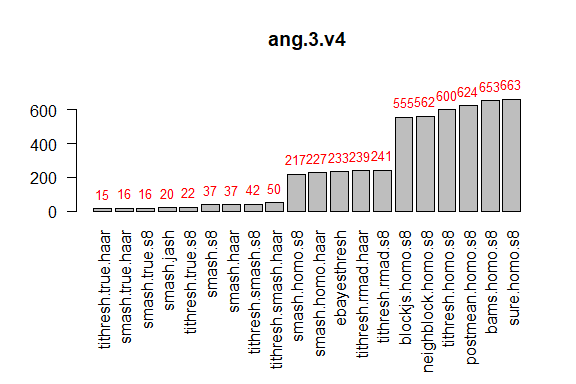 ang.3.v4
600
400
200
0
15 16 16 20 22 37 37 42 50 217 227 233 239 241 555 562 600 624 653 663
tithresh.true.haar
smash.true.haar
smash.true.s8
smash.jash
tithresh.true.s8
smash.s8
smash.haar
tithresh.smash.s8
tithresh.smash.haar
smash.homo.s8
smash.homo.haar
ebayesthresh
tithresh.rmad.haar
tithresh.rmad.s8
blockjs.homo.s8
neighblock.homo.s8
tithresh.homo.s8
postmean.homo.s8
bams.homo.s8
sure.homo.s8